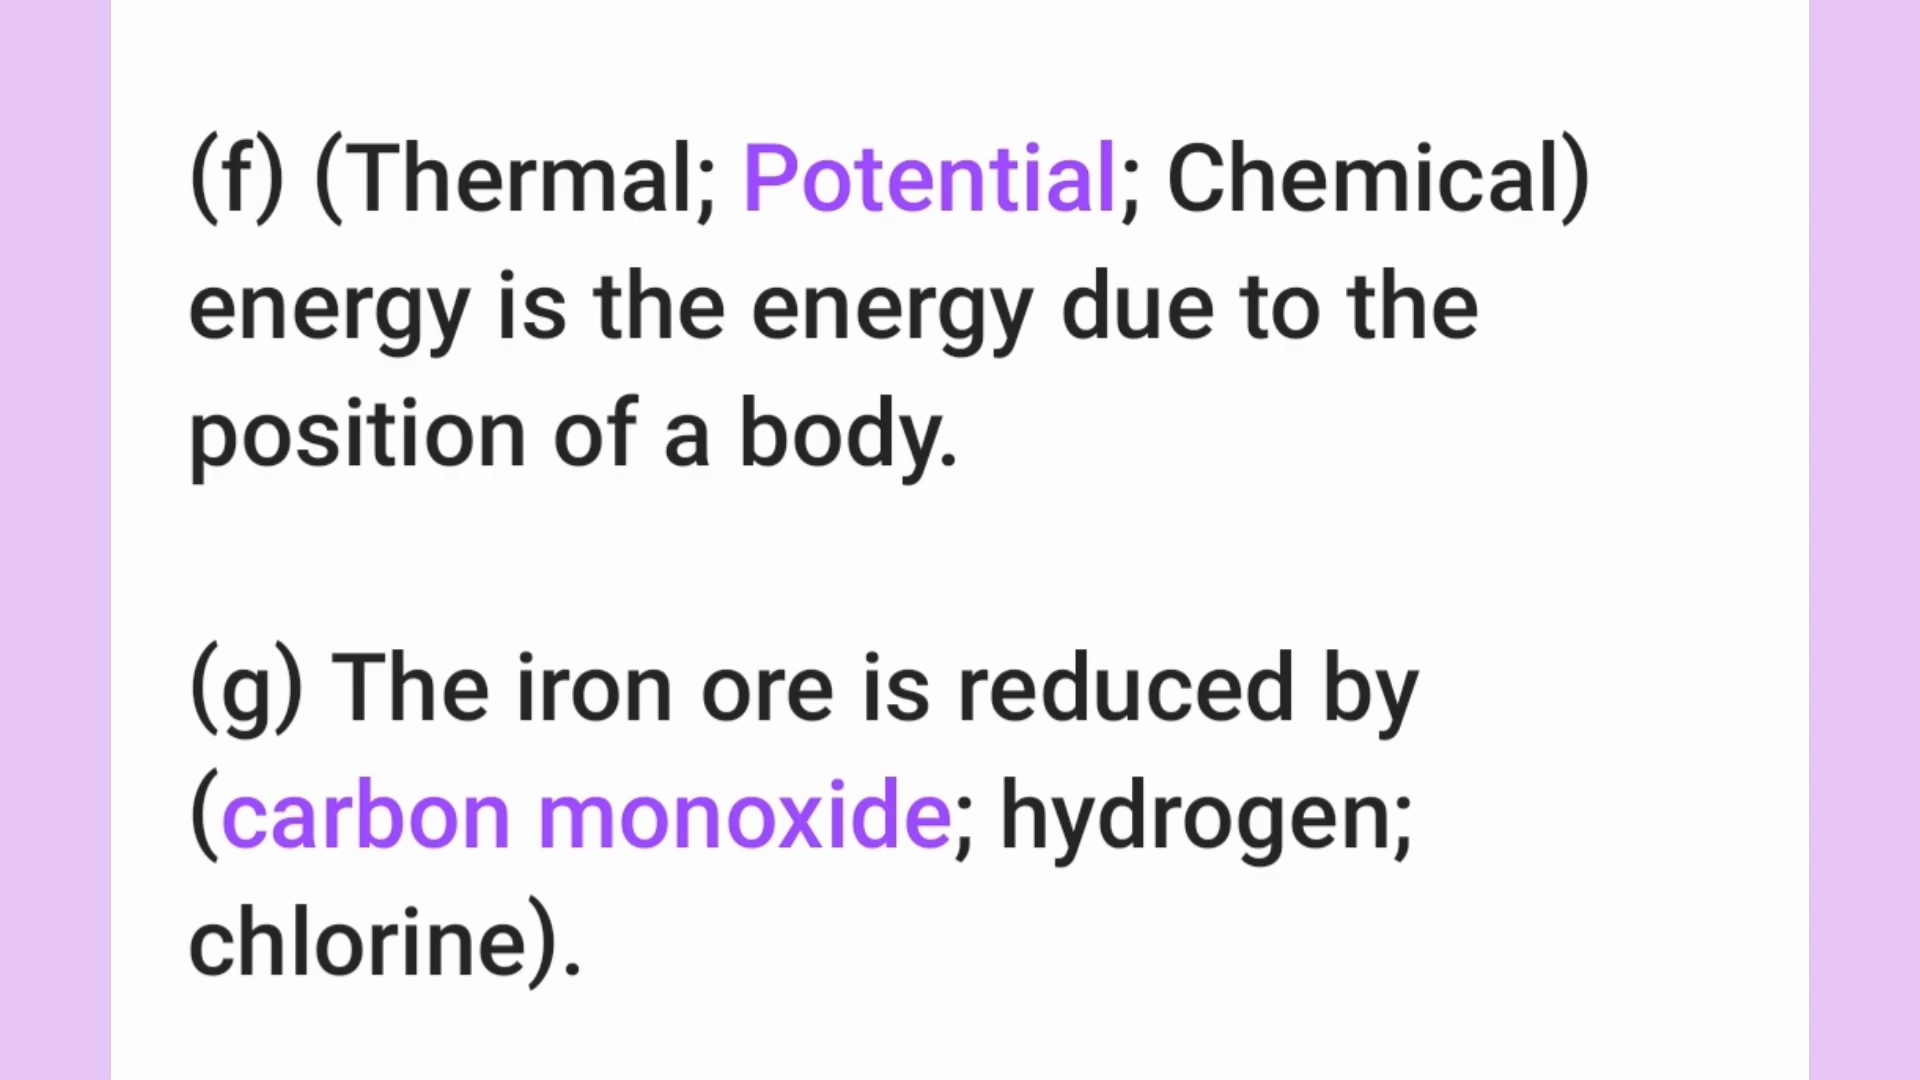 (f) (Thermal; Potential; Chemical)
energy is the energy due to the
position of a body.
(g) The iron ore is reduced by
(carbon monoxide; hydrogen;
chlorine).